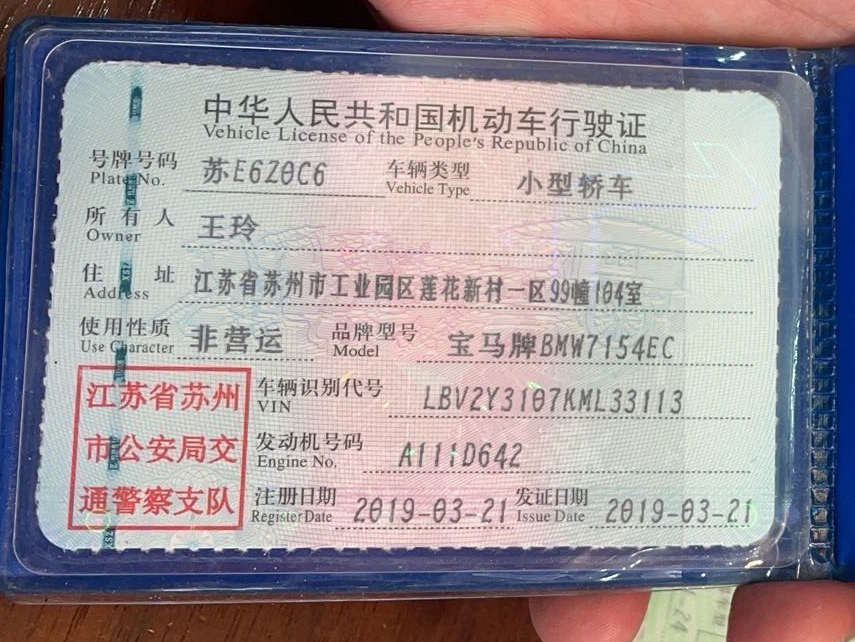 中华人民共和国机动车行驶证
Vehicle License of the People's Republic of China
号牌号码 苏E6Z0C6 车辆类型 小型轿车
Plate No. Vehicle Type
所有人 王玲
Owner
住址 江苏省苏州市工业园区莲花新村一区99幢104室
Address
使用性质 非营运 品牌型号 宝马牌BMW7154EC
Use Character Model
江苏省苏州 车辆识别代号 LBV2Y3107KML33113
VIN
市公安局交 发动机号码 A111D642
Engine No.
通警察支队 注册日期 2019-03-21 发证日期 2019-03-21
Register Date Issue Date